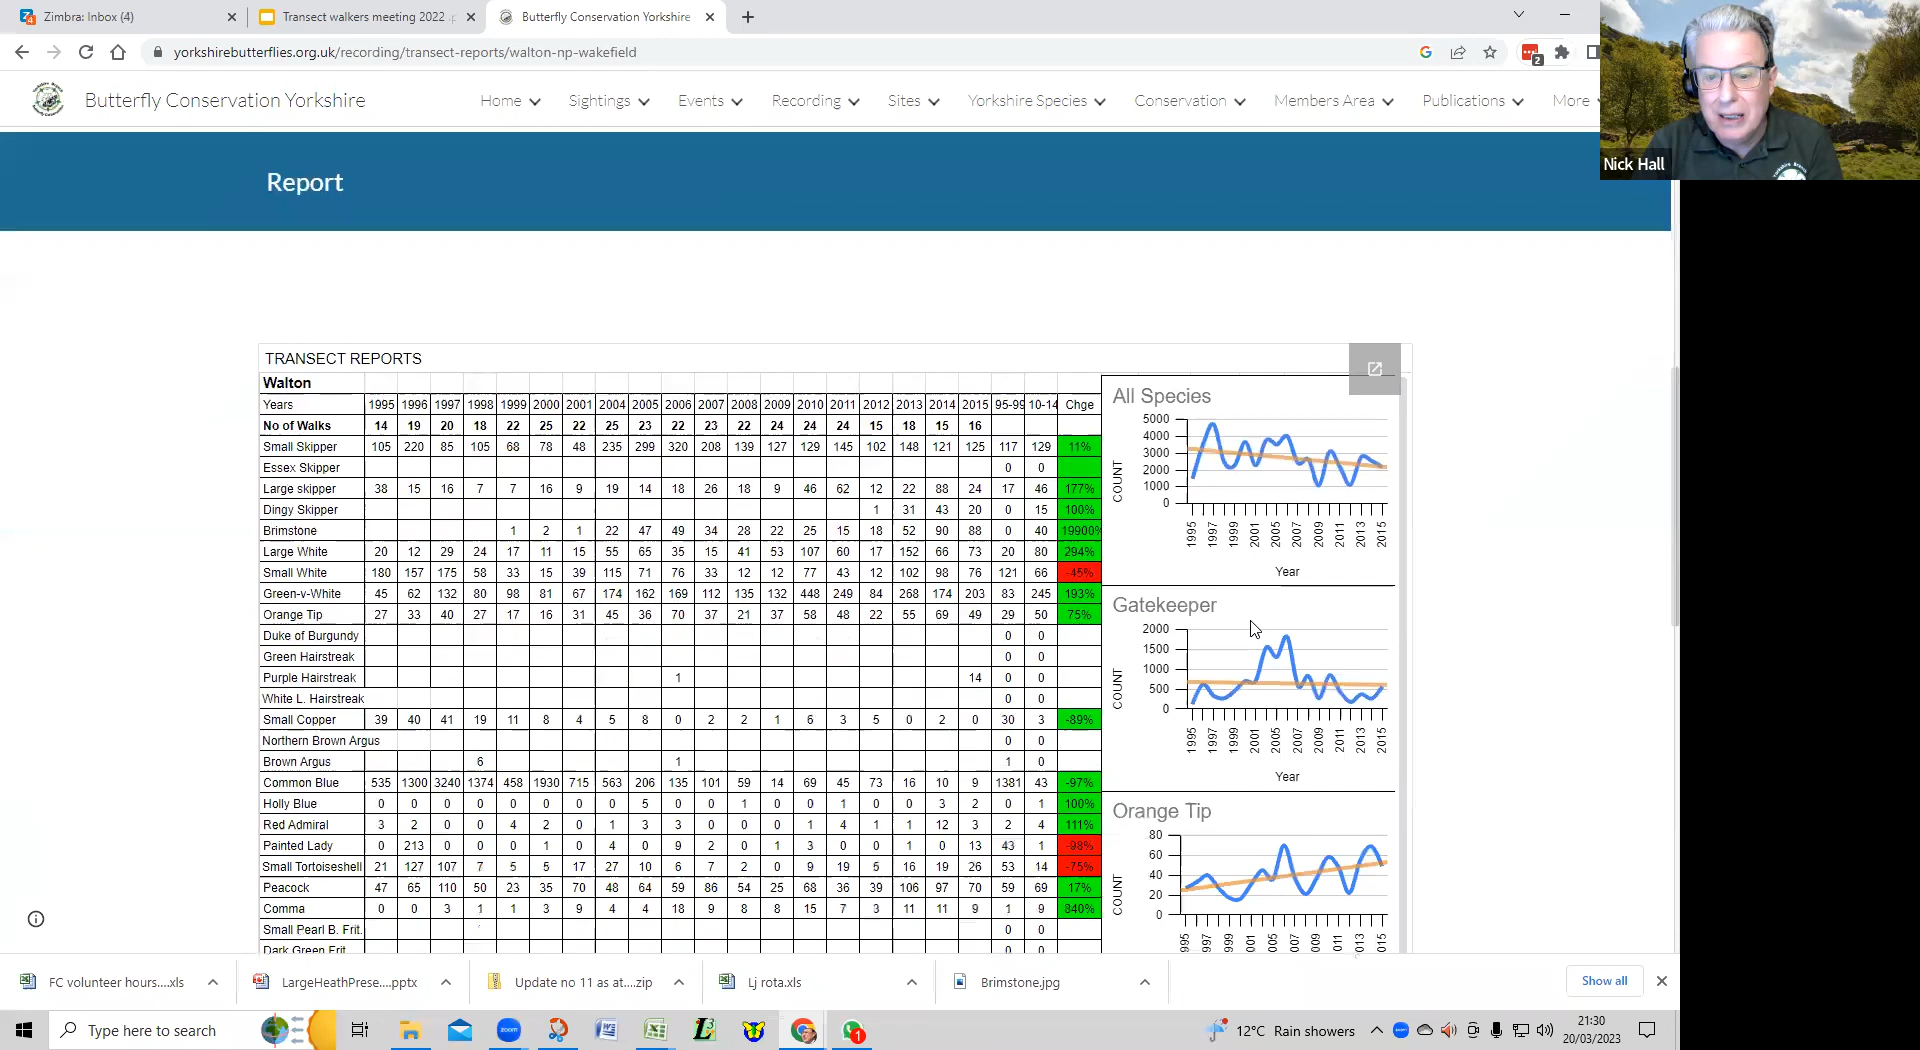 Zimbra: Inbox (4)
Transect walkers meeting 2022
Butterfly Conservation Yorkshire
yorkshirebutterflies.org.uk/recording/transect-reports/walton-np-wakefield
2
Butterfly Conservation Yorkshire
Home Sightings Events Recording Sites Yorkshire Species Conservation Members Area Publications More
Nick Hall
Report
TRANSECT REPORTS
Walton
Years 1995 1996 1997 1998 1999 2000 2001 2004 2005 2006 2007 2008 2009 2010 2011 2012 2013 2014 2015 95-99 10-14 Chge
No of Walks 14 19 20 18 22 25 22 25 23 22 23 22 24 24 24 15 18 15 16
Small Skipper 105 220 85 105 68 78 48 235 299 320 208 139 127 129 145 102 148 121 125 117 129 11%
Essex Skipper 0 0
Large skipper 38 15 16 7 7 16 9 19 14 18 26 18 9 46 62 12 22 88 24 17 46 177%
Dingy Skipper 1 31 43 20 0 15 100%
Brimstone 1 2 1 22 47 49 34 28 22 25 15 18 52 90 88 0 40 19900%
Large White 20 12 29 24 17 11 15 55 65 35 15 41 53 107 60 17 152 66 73 20 80 294%
Small White 180 157 175 58 33 15 39 115 71 76 33 12 12 77 43 12 102 98 76 121 66 -45%
Green-v-White 45 62 132 80 98 81 67 174 162 169 112 135 132 448 249 84 268 174 203 83 245 193%
Orange Tip 27 33 40 27 17 16 31 45 36 70 37 21 37 58 48 22 55 69 49 29 50 75%
Duke of Burgundy 0 0
Green Hairstreak 0 0
Purple Hairstreak 1 14 0 0
White L. Hairstreak 0 0
Small Copper 39 40 41 19 11 8 4 5 8 0 2 2 1 6 3 5 0 2 0 30 3 -89%
Northern Brown Argus 0 0
Brown Argus 6 1 1 0
Common Blue 535 1300 3240 1374 458 1930 715 563 206 135 101 59 14 69 45 73 16 10 9 1381 43 -97%
Holly Blue 0 0 0 0 0 0 0 0 5 0 0 1 0 0 1 0 0 3 2 0 1 100%
Red Admiral 3 2 0 0 4 2 0 1 3 3 0 0 0 1 4 1 1 12 3 2 4 111%
Painted Lady 0 213 0 0 0 1 0 4 0 9 2 0 1 3 0 0 1 0 13 43 1 -98%
Small Tortoiseshell 21 127 107 7 5 5 17 27 10 6 7 2 0 9 19 5 16 19 26 53 14 -75%
Peacock 47 65 110 50 23 35 70 48 64 59 86 54 25 68 36 39 106 97 70 59 69 17%
Comma 0 0 3 1 1 3 9 4 4 18 9 8 8 15 7 3 11 11 9 1 9 840%
Small Pearl B. Frit. 0 0
Dark Green Frit. 0 0
All Species
5000
4000
3000
2000
1000
0
COUNT
1995 1997 1999 2001 2003 2005 2007 2009 2011 2013 2015
Year
Gatekeeper
2000
1500
1000
500
0
COUNT
1995 1997 1999 2001 2003 2005 2007 2009 2011 2013 2015
Year
Orange Tip
80
60
40
20
0
COUNT
995 997 999 001 003 005 007 009 011 013 015
FC volunteer hours....xls LargeHeathPrese....pptx Update no 11 as at....zip Lj rota.xls Brimstone.jpg Show all
Type here to search
zoom
1
12°C Rain showers
21:30
20/03/2023